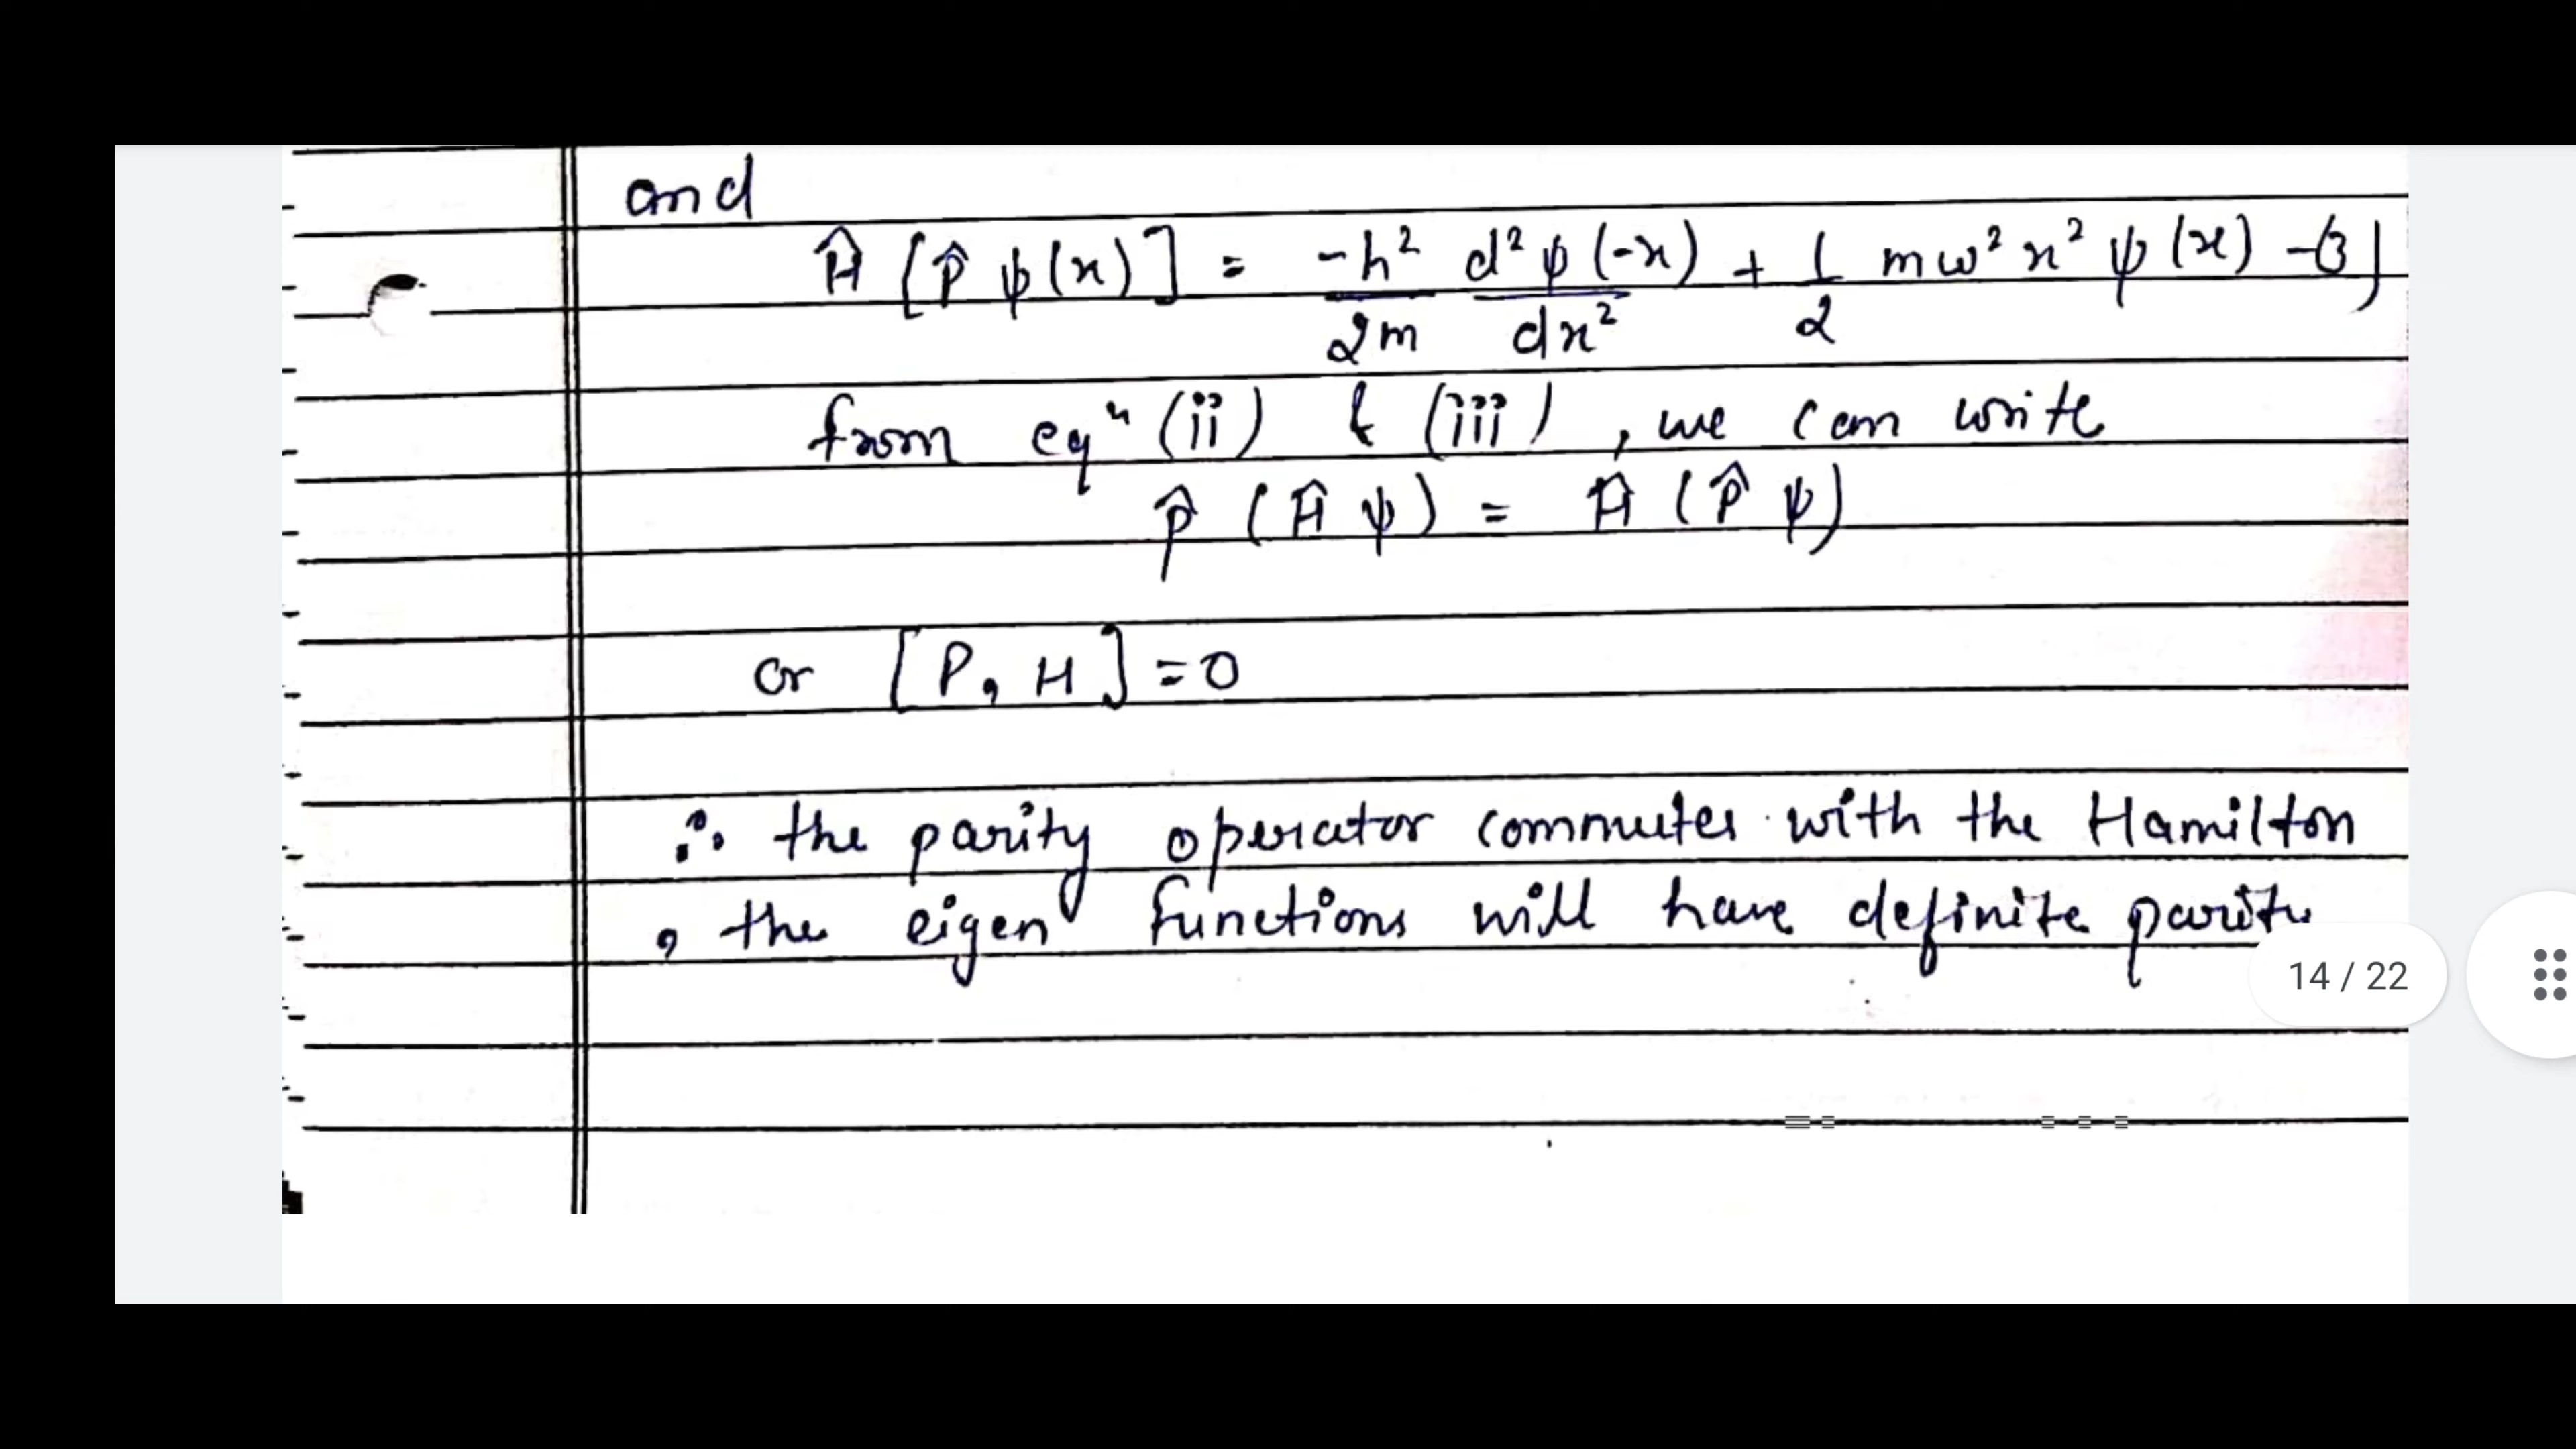 and
Ĥ [P̂ ψ(x)] = -ħ²/2m d²ψ(-x)/dx² + 1/2 mω²x² ψ(x) -(3)
from eqⁿ (ii) & (iii), we can write
P̂ (Ĥ ψ) = Ĥ (P̂ ψ)
or [P, H] = 0
∴ the parity operator commutes with the Hamilton
, the eigen functions will have definite parity
14 / 22